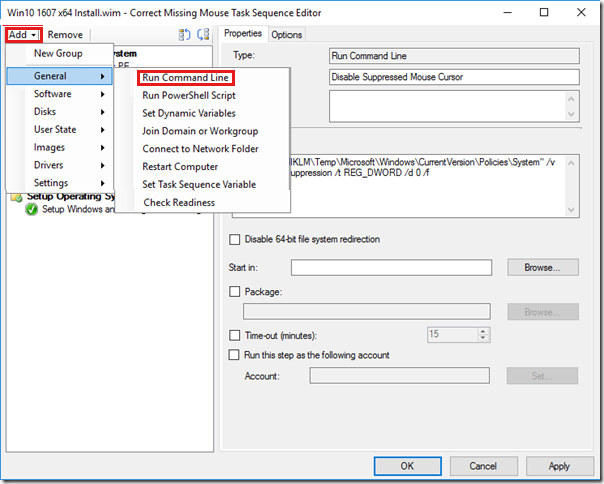 Win10 1607 x64 Install.wim - Correct Missing Mouse Task Sequence Editor
Add Remove
New Group
General
Software
Disks
User State
Images
Drivers
Settings
Run Command Line
Run PowerShell Script
Set Dynamic Variables
Join Domain or Workgroup
Connect to Network Folder
Restart Computer
Set Task Sequence Variable
Check Readiness
Setup Operating Sy
Setup Windows an
Properties Options
Type: Run Command Line
Disable Suppressed Mouse Cursor
KLM\Temp\Microsoft\Windows\CurrentVersion\Policies\System" /v
uppression /t REG_DWORD /d 0 /f
Disable 64-bit file system redirection
Start in: Browse...
Package:
Browse...
Time-out (minutes): 15
Run this step as the following account
Account: Set...
OK Cancel Apply